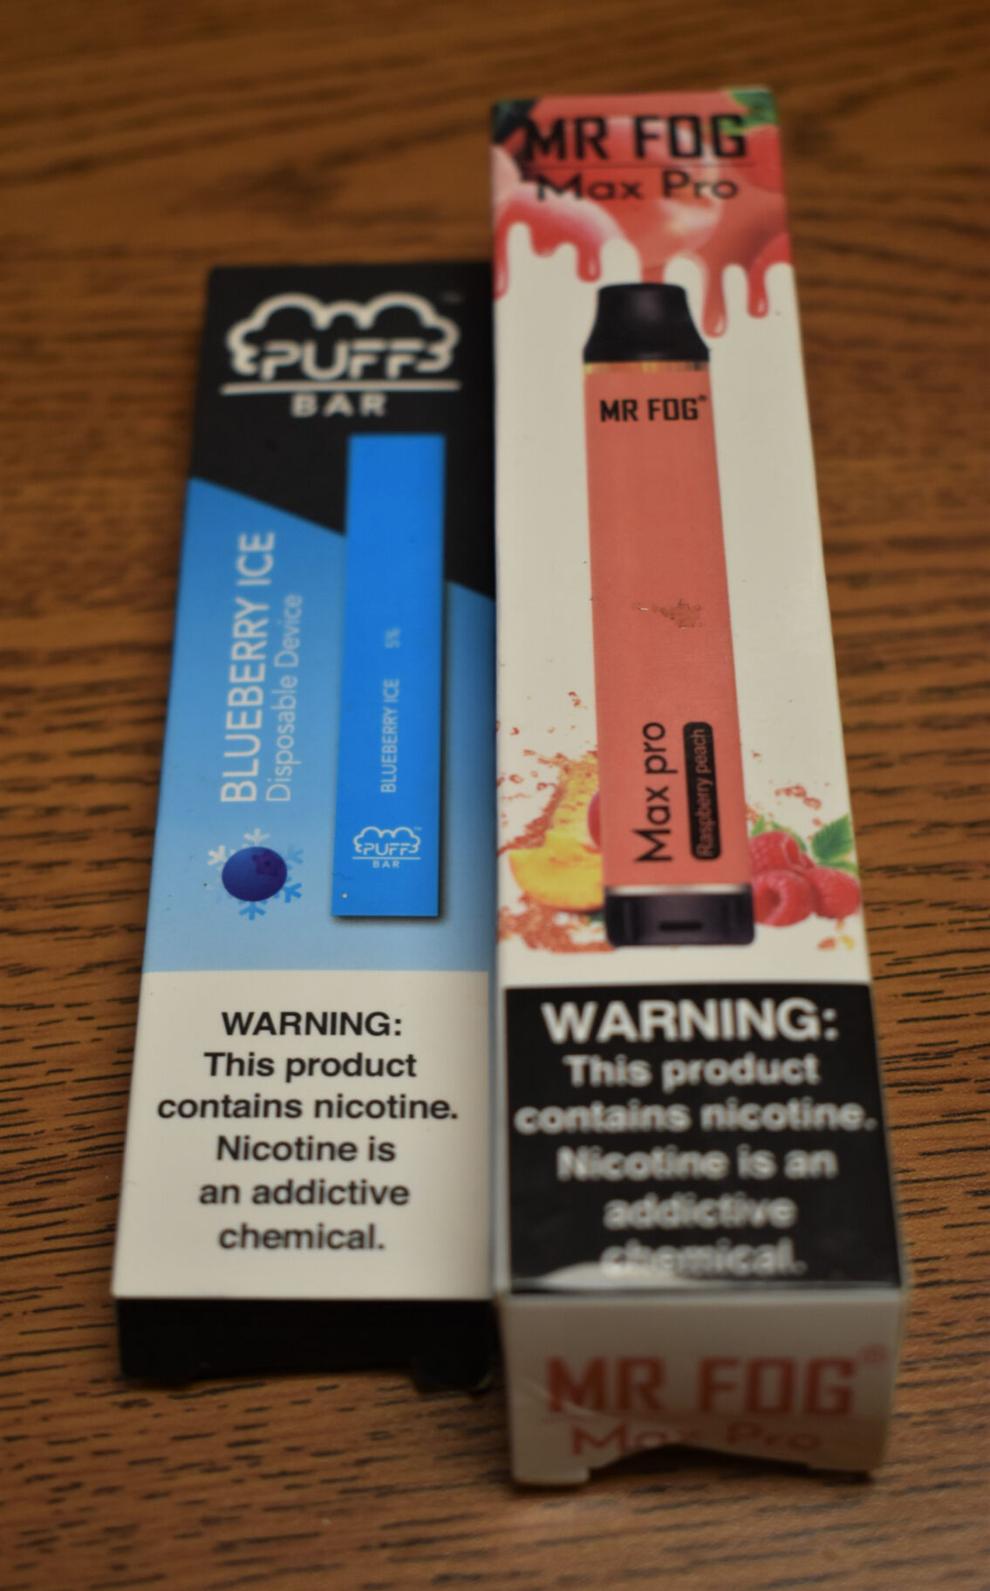 PUFF
BAR
BLUEBERRY ICE
Disposable Device
BLUEBERRY ICE 5%
PUFF
BAR
WARNING:
This product
contains nicotine.
Nicotine is
an addictive
chemical.
MR FOG
Max Pro
MR FOG®
Max pro
Raspberry peach
WARNING:
This product
contains nicotine.
Nicotine is an
addictive
chemical.
MR FOG®
Max Pro